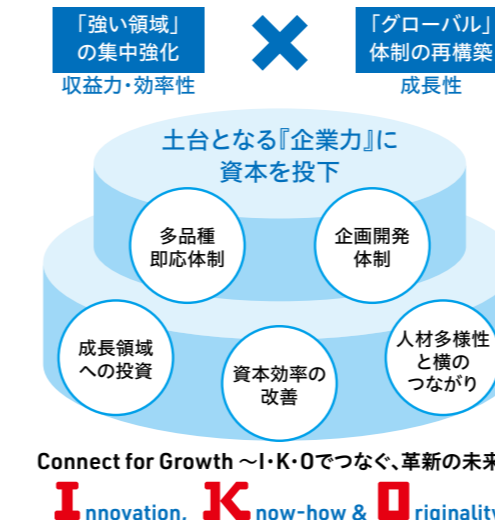 「強い領域」
の集中強化
収益力・効率性
「グローバル」
体制の再構築
成長性
土台となる『企業力』に
資本を投下
多品種
即応体制
企画開発
体制
成長領域
への投資
資本効率の
改善
人材多様性
と横の
つながり
Connect for Growth ～I・K・Oでつなぐ、革新の未来
Innovation, Know-how & Originality